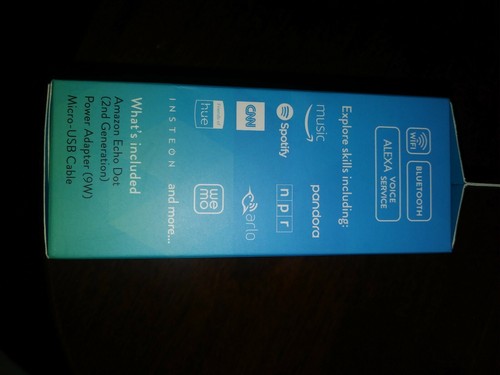 WiFi
BLUETOOTH
ALEXA VOICE
SERVICE
Explore skills including:
music
pandora
Spotify
npr
CNN
arlo
hue
wemo
INSTEON
and more...
What's included
Amazon Echo Dot
(2nd Generation)
Power Adapter (9W)
Micro-USB Cable